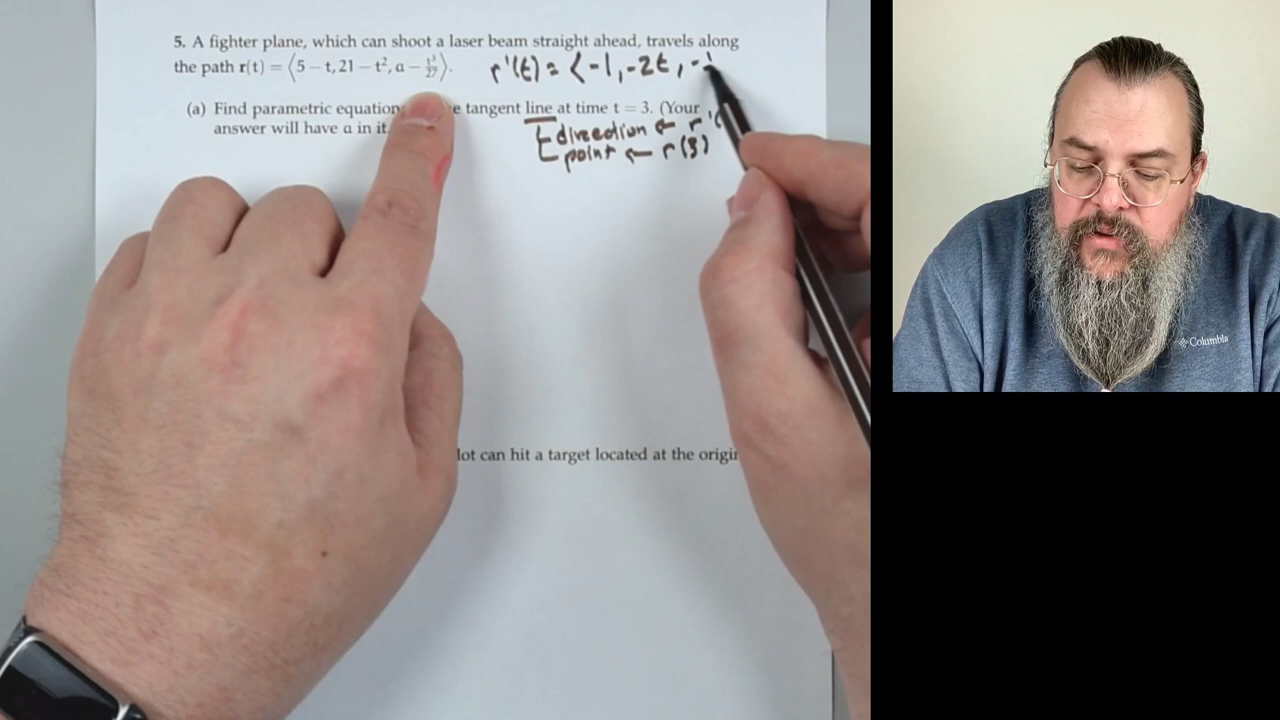 5. A fighter plane, which can shoot a laser beam straight ahead, travels along
the path r(t) = ⟨5 − t, 21 − t², a − t³/27⟩. r'(t) = ⟨-1, -2t, -
(a) Find parametric equation e tangent line at time t = 3. (Your
answer will have a in it.
direction ← r'(
point ← r(3)
lot can hit a target located at the origin
Columbia